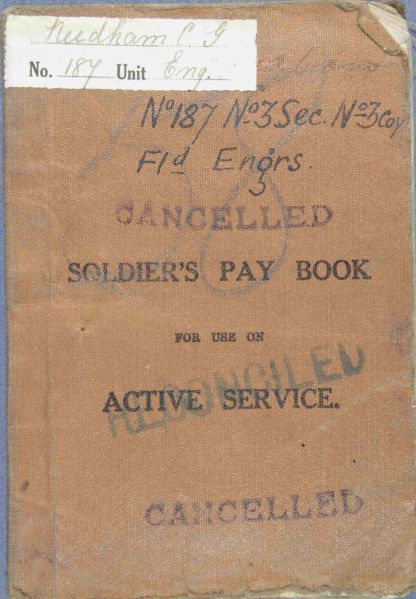 Needham C. G
No. 187 Unit Eng.
No 187 No 3 Sec. No 3 Coy
Fld Engrs.
3
CANCELLED
SOLDIER'S PAY BOOK
FOR USE ON
ACTIVE SERVICE.
RECONCILED
CANCELLED